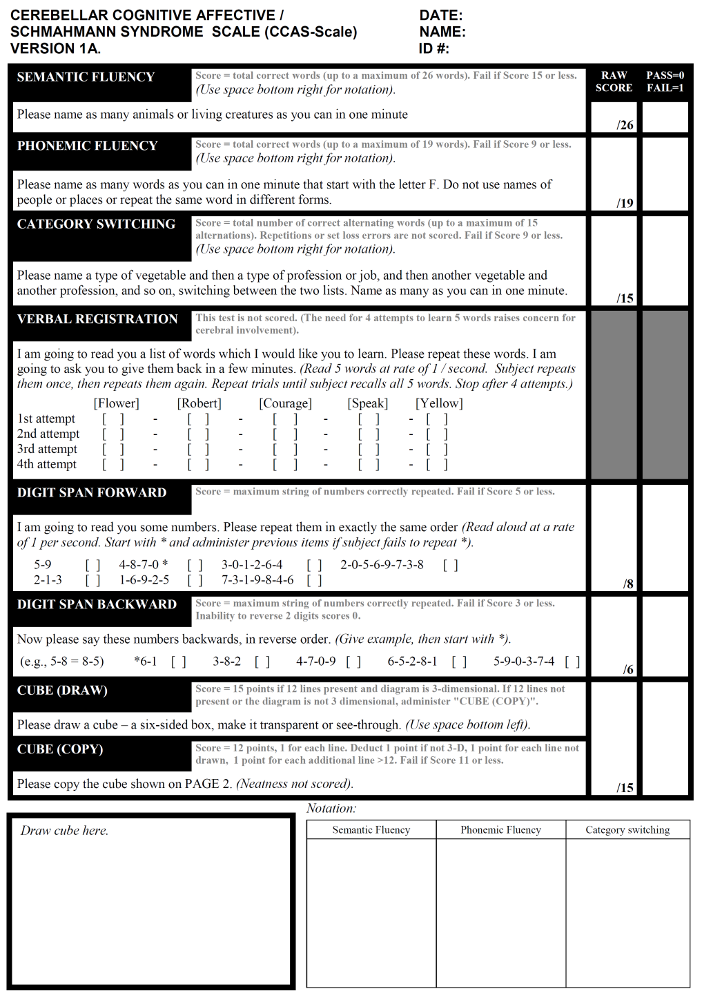 CEREBELLAR COGNITIVE AFFECTIVE /
SCHMAHMANN SYNDROME  SCALE (CCAS-Scale)
VERSION 1A.
DATE:
NAME:
ID #:
SEMANTIC FLUENCY
Score = total correct words (up to a maximum of 26 words). Fail if Score 15 or less.
(Use space bottom right for notation).
RAW SCORE
PASS=0
FAIL=1
Please name as many animals or living creatures as you can in one minute
/26
PHONEMIC FLUENCY
Score = total correct words (up to a maximum of 19 words). Fail if Score 9 or less.
(Use space bottom right for notation).
Please name as many words as you can in one minute that start with the letter F. Do not use names of
people or places or repeat the same word in different forms.
/19
CATEGORY SWITCHING
Score = total number of correct alternating words (up to a maximum of 15
alternations). Repetitions or set loss errors are not scored. Fail if Score 9 or less.
(Use space bottom right for notation).
Please name a type of vegetable and then a type of profession or job, and then another vegetable and
another profession, and so on, switching between the two lists. Name as many as you can in one minute.
/15
VERBAL REGISTRATION
This test is not scored. (The need for 4 attempts to learn 5 words raises concern for
cerebral involvement).
I am going to read you a list of words which I would like you to learn. Please repeat these words. I am
going to ask you to give them back in a few minutes. (Read 5 words at rate of 1 / second.  Subject repeats
them once, then repeats them again. Repeat trials until subject recalls all 5 words. Stop after 4 attempts.)
[Flower] [Robert] [Courage] [Speak] [Yellow]
1st attempt [ ] - [ ] - [ ] - [ ] - [ ]
2nd attempt [ ] - [ ] - [ ] - [ ] - [ ]
3rd attempt [ ] - [ ] - [ ] - [ ] - [ ]
4th attempt [ ] - [ ] - [ ] - [ ] - [ ]
DIGIT SPAN FORWARD
Score = maximum string of numbers correctly repeated. Fail if Score 5 or less.
I am going to read you some numbers. Please repeat them in exactly the same order (Read aloud at a rate
of 1 per second. Start with * and administer previous items if subject fails to repeat *).
5-9 [ ] 4-8-7-0 * [ ] 3-0-1-2-6-4 [ ] 2-0-5-6-9-7-3-8 [ ]
2-1-3 [ ] 1-6-9-2-5 [ ] 7-3-1-9-8-4-6 [ ]
/8
DIGIT SPAN BACKWARD
Score = maximum string of numbers correctly repeated. Fail if Score 3 or less.
Inability to reverse 2 digits scores 0.
Now please say these numbers backwards, in reverse order. (Give example, then start with *).
(e.g., 5-8 = 8-5) *6-1 [ ] 3-8-2 [ ] 4-7-0-9 [ ] 6-5-2-8-1 [ ] 5-9-0-3-7-4 [ ]
/6
CUBE (DRAW)
Score = 15 points if 12 lines present and diagram is 3-dimensional. If 12 lines not
present or the diagram is not 3 dimensional, administer "CUBE (COPY)".
Please draw a cube – a six-sided box, make it transparent or see-through. (Use space bottom left).
CUBE (COPY)
Score = 12 points, 1 for each line. Deduct 1 point if not 3-D, 1 point for each line not
drawn,  1 point for each additional line >12. Fail if Score 11 or less.
Please copy the cube shown on PAGE 2. (Neatness not scored).
/15
Draw cube here.
Notation:
Semantic Fluency
Phonemic Fluency
Category switching